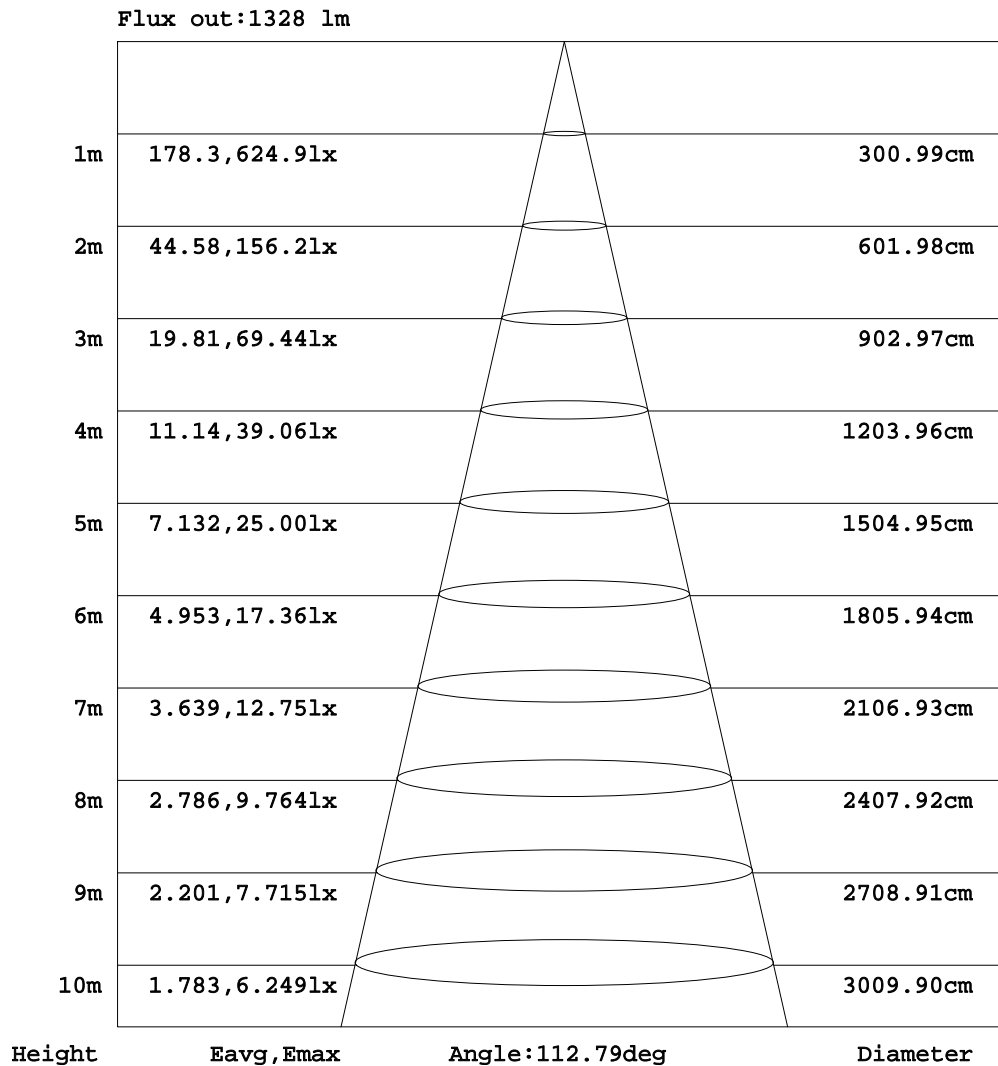 Flux out:1328 lm
1m 178.3,624.9lx 300.99cm
2m 44.58,156.2lx 601.98cm
3m 19.81,69.44lx 902.97cm
4m 11.14,39.06lx 1203.96cm
5m 7.132,25.00lx 1504.95cm
6m 4.953,17.36lx 1805.94cm
7m 3.639,12.75lx 2106.93cm
8m 2.786,9.764lx 2407.92cm
9m 2.201,7.715lx 2708.91cm
10m 1.783,6.249lx 3009.90cm
Height Eavg,Emax Angle:112.79deg Diameter